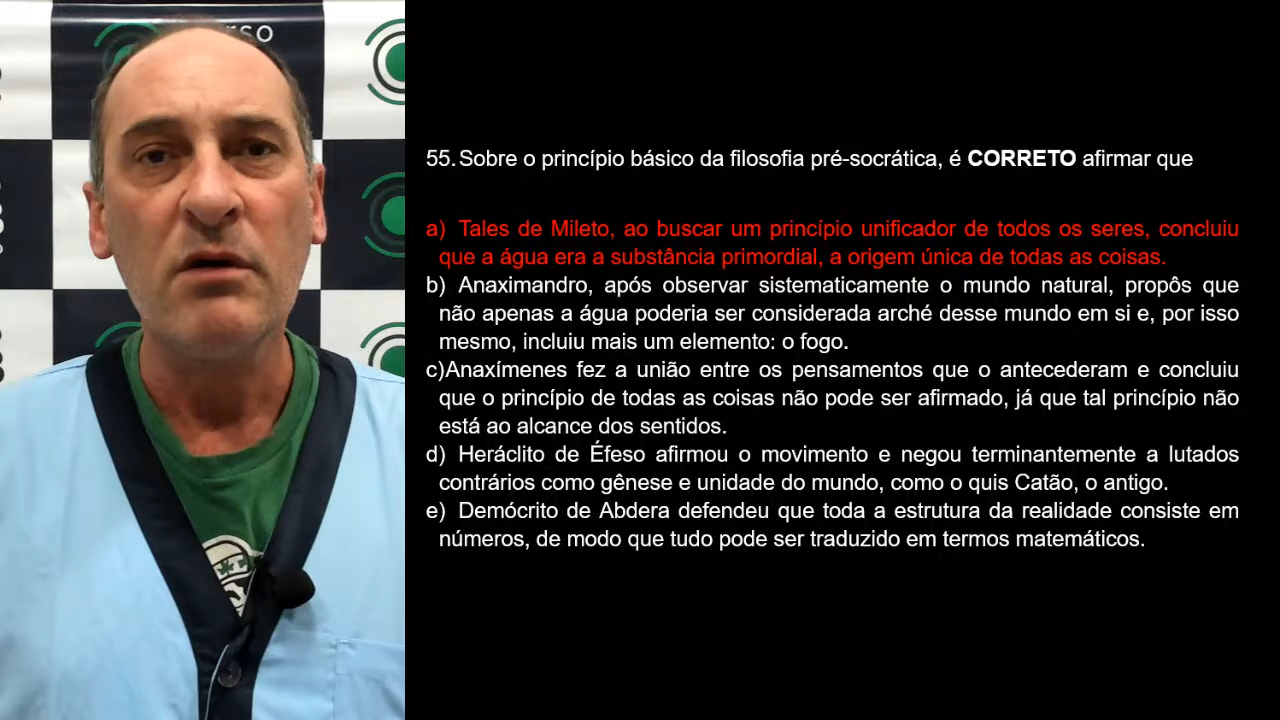 rso
55. Sobre o princípio básico da filosofia pré-socrática, é CORRETO afirmar que
a) Tales de Mileto, ao buscar um princípio unificador de todos os seres, concluiu
que a água era a substância primordial, a origem única de todas as coisas.
b) Anaximandro, após observar sistematicamente o mundo natural, propôs que
não apenas a água poderia ser considerada arché desse mundo em si e, por isso
mesmo, incluiu mais um elemento: o fogo.
c)Anaxímenes fez a união entre os pensamentos que o antecederam e concluiu
que o princípio de todas as coisas não pode ser afirmado, já que tal princípio não
está ao alcance dos sentidos.
d) Heráclito de Éfeso afirmou o movimento e negou terminantemente a lutados
contrários como gênese e unidade do mundo, como o quis Catão, o antigo.
e) Demócrito de Abdera defendeu que toda a estrutura da realidade consiste em
números, de modo que tudo pode ser traduzido em termos matemáticos.